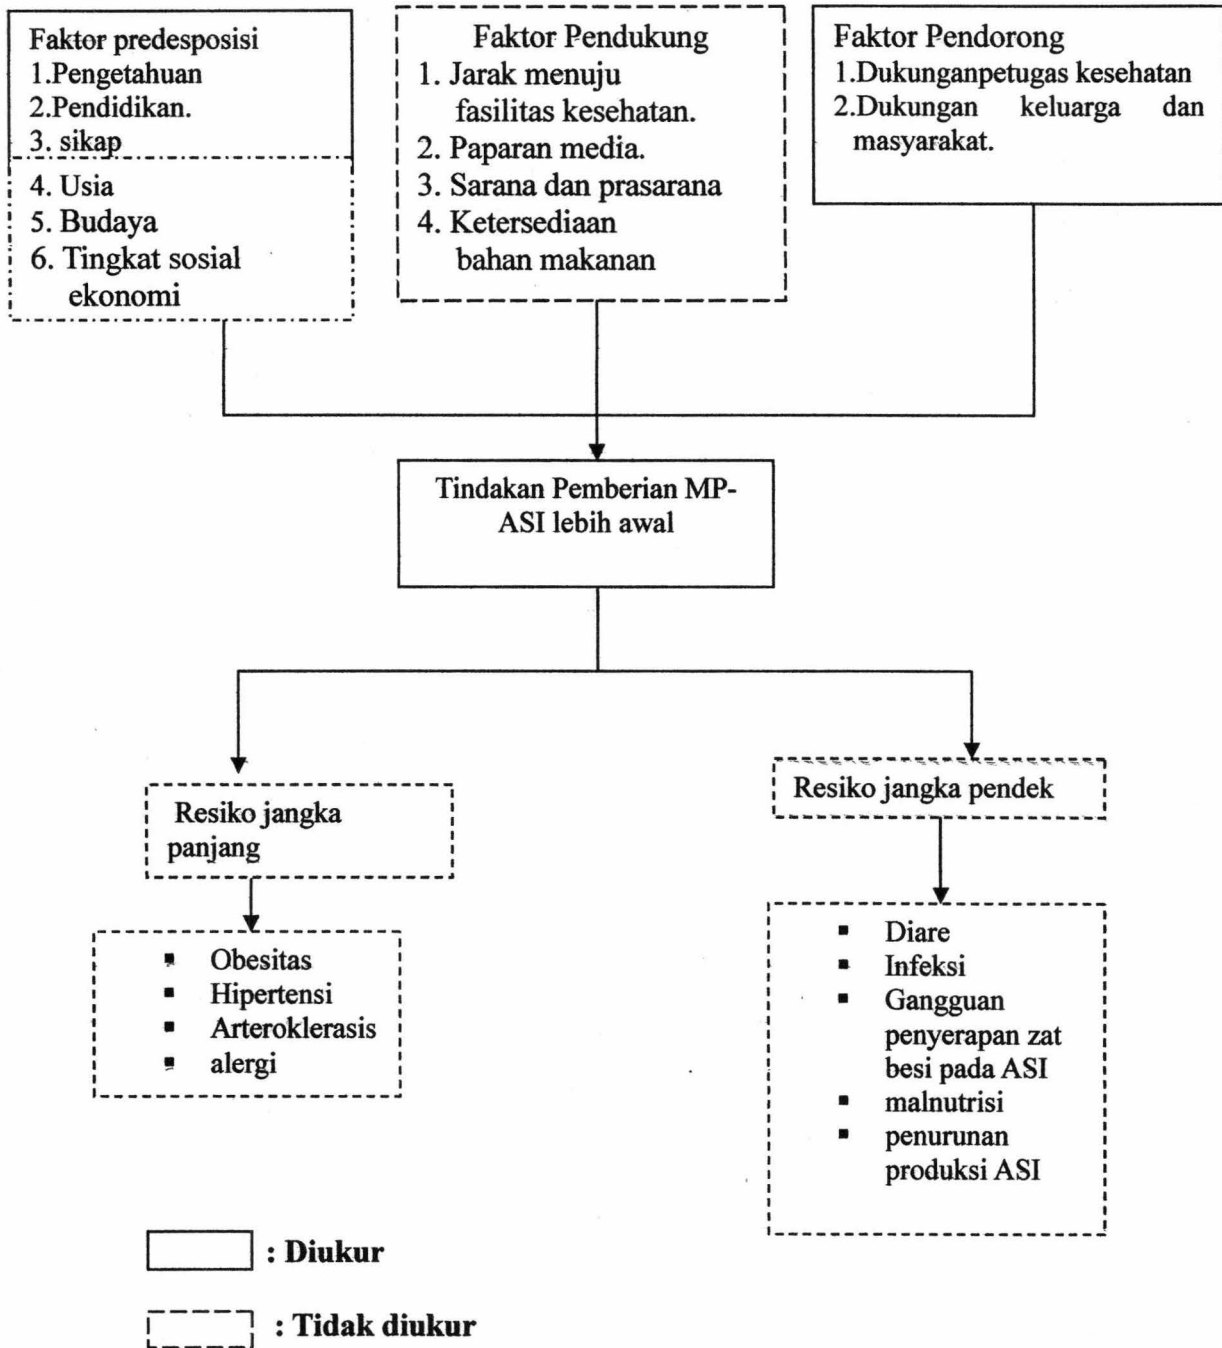 Faktor predesposisi
1.Pengetahuan
2.Pendidikan.
3. sikap
4. Usia
5. Budaya
6. Tingkat sosial
ekonomi
Faktor Pendukung
1. Jarak menuju
fasilitas kesehatan.
2. Paparan media.
3. Sarana dan prasarana
4. Ketersediaan
bahan makanan
Faktor Pendorong
1.Dukunganpetugas kesehatan
2.Dukungan keluarga dan
masyarakat.
Tindakan Pemberian MP-
ASI lebih awal
Resiko jangka
panjang
▪ Obesitas
▪ Hipertensi
▪ Arteroklerasis
▪ alergi
Resiko jangka pendek
▪ Diare
▪ Infeksi
▪ Gangguan
penyerapan zat
besi pada ASI
▪ malnutrisi
▪ penurunan
produksi ASI
: Diukur
: Tidak diukur